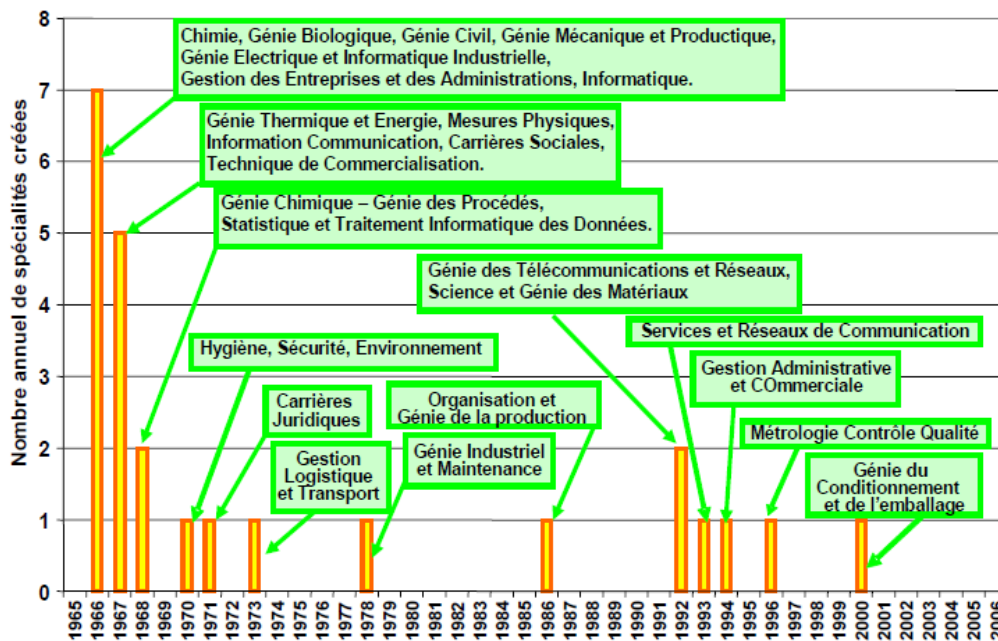 Nombre annuel de spécialités créées
8
7
6
5
4
3
2
1
0
Chimie, Génie Biologique, Génie Civil, Génie Mécanique et Productique,
Génie Electrique et Informatique Industrielle,
Gestion des Entreprises et des Administrations, Informatique.
Génie Thermique et Energie, Mesures Physiques,
Information Communication, Carrières Sociales,
Technique de Commercialisation.
Génie Chimique – Génie des Procédés,
Statistique et Traitement Informatique des Données.
Génie des Télécommunications et Réseaux,
Science et Génie des Matériaux
Services et Réseaux de Communication
Hygiène, Sécurité, Environnement
Gestion Administrative
et COmmerciale
Carrières
Juridiques
Organisation et
Génie de la production
Métrologie Contrôle Qualité
Génie Industriel
et Maintenance
Gestion
Logistique
et Transport
Génie du
Conditionnement
et de l'emballage
1965
1966
1967
1968
1969
1970
1971
1972
1973
1974
1975
1976
1977
1978
1979
1980
1981
1982
1983
1984
1985
1986
1987
1988
1989
1990
1991
1992
1993
1994
1995
1996
1997
1998
1999
2000
2001
2002
2003
2004
2005
2006